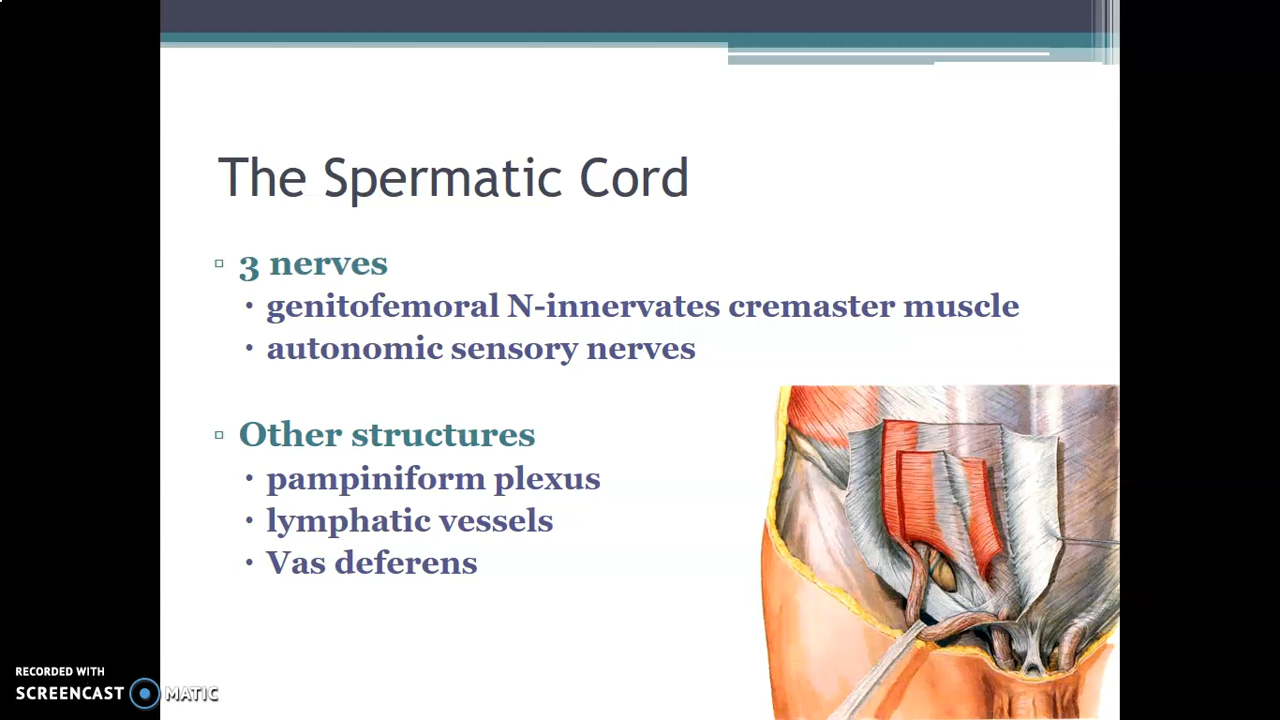 The Spermatic Cord
3 nerves
genitofemoral N-innervates cremaster muscle
autonomic sensory nerves
Other structures
pampiniform plexus
lymphatic vessels
Vas deferens
RECORDED WITH
SCREENCAST MATIC